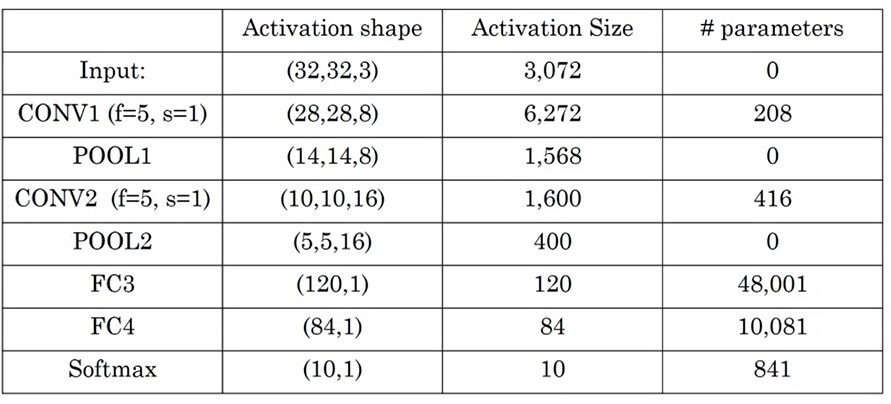 Activation shape Activation Size # parameters
Input: (32,32,3) 3,072 0
CONV1 (f=5, s=1) (28,28,8) 6,272 208
POOL1 (14,14,8) 1,568 0
CONV2 (f=5, s=1) (10,10,16) 1,600 416
POOL2 (5,5,16) 400 0
FC3 (120,1) 120 48,001
FC4 (84,1) 84 10,081
Softmax (10,1) 10 841